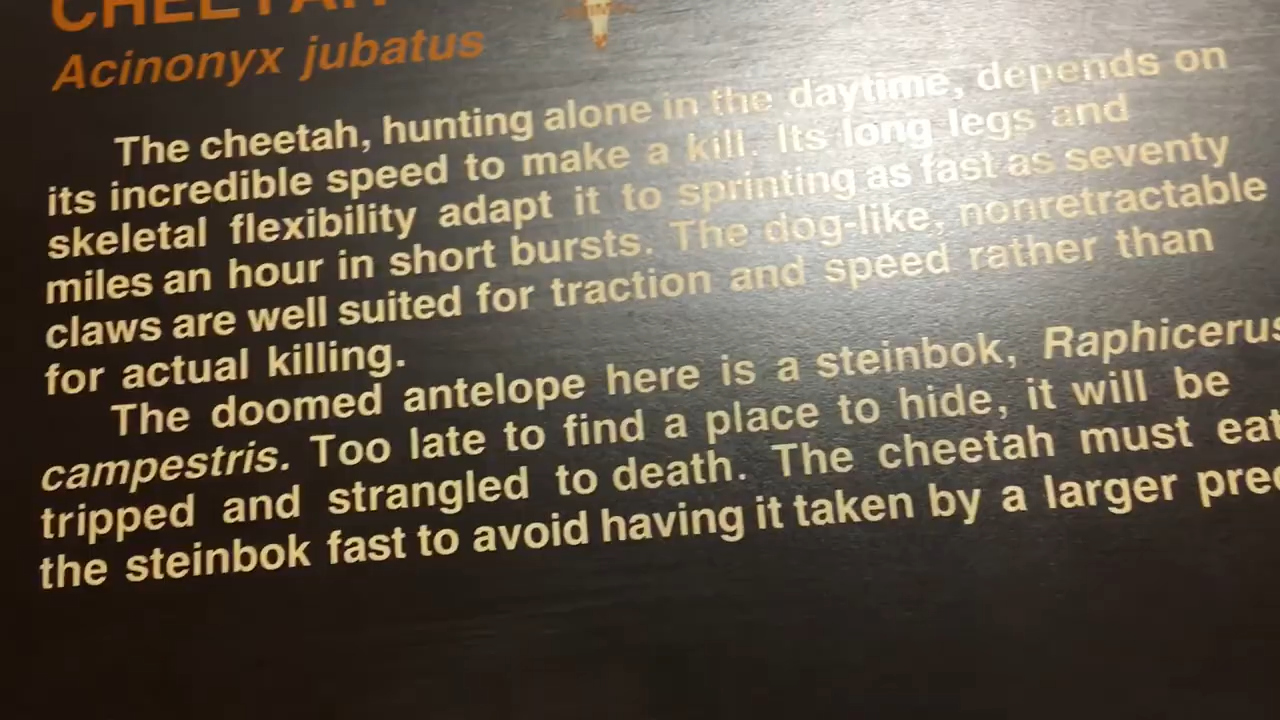 CHEETAH
Acinonyx jubatus
The cheetah, hunting alone in the daytime, depends on
its incredible speed to make a kill. Its long legs and
skeletal flexibility adapt it to sprinting as fast as seventy
miles an hour in short bursts. The dog-like, nonretractable
claws are well suited for traction and speed rather than
for actual killing.
The doomed antelope here is a steinbok, Raphicerus
campestris. Too late to find a place to hide, it will be
tripped and strangled to death. The cheetah must eat
the steinbok fast to avoid having it taken by a larger